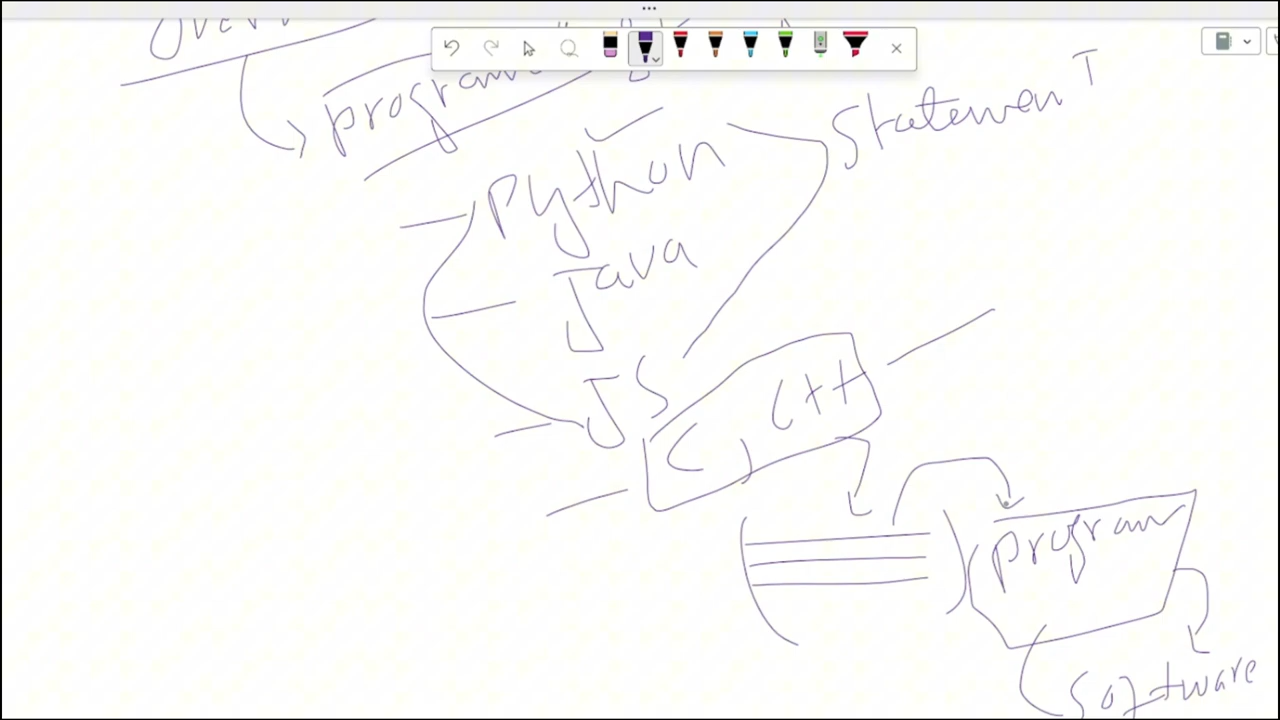 program
Statement
Python
Java
JS
C, C++
program
Software